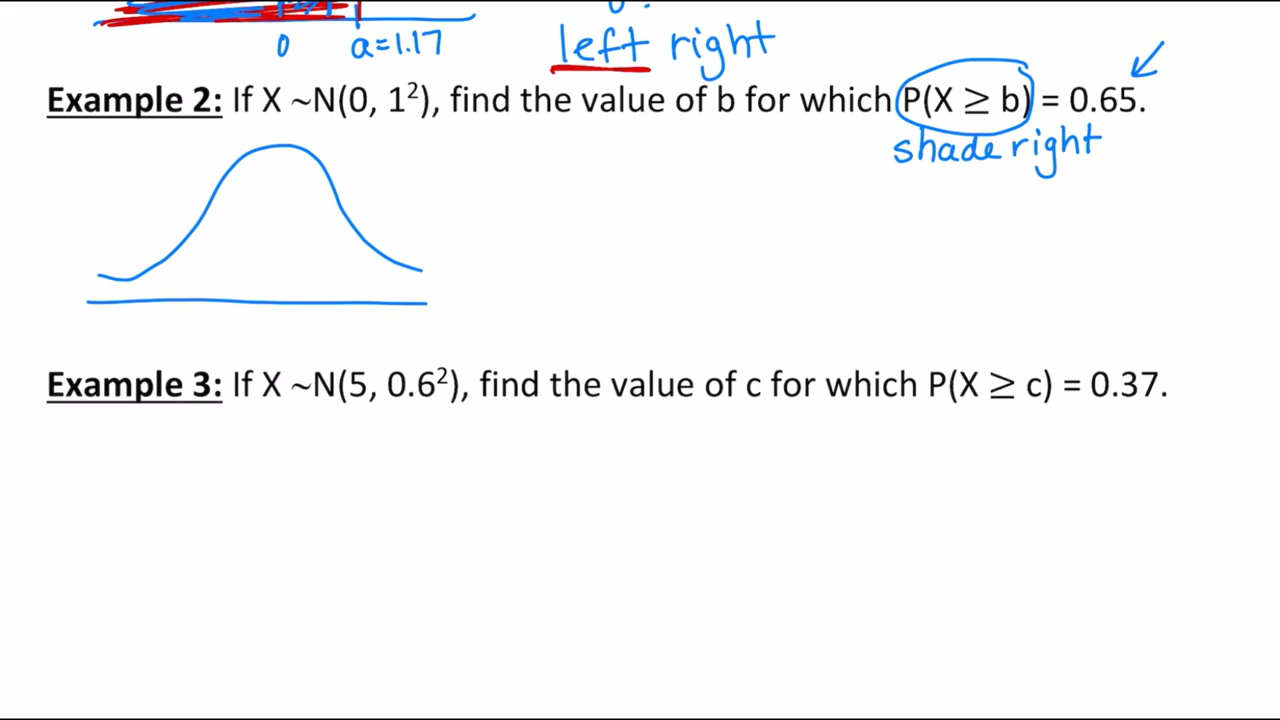 0 a=1.17
left right
Example 2: If X ~N(0, 1²), find the value of b for which P(X ≥ b) = 0.65.
shade right
Example 3: If X ~N(5, 0.6²), find the value of c for which P(X ≥ c) = 0.37.